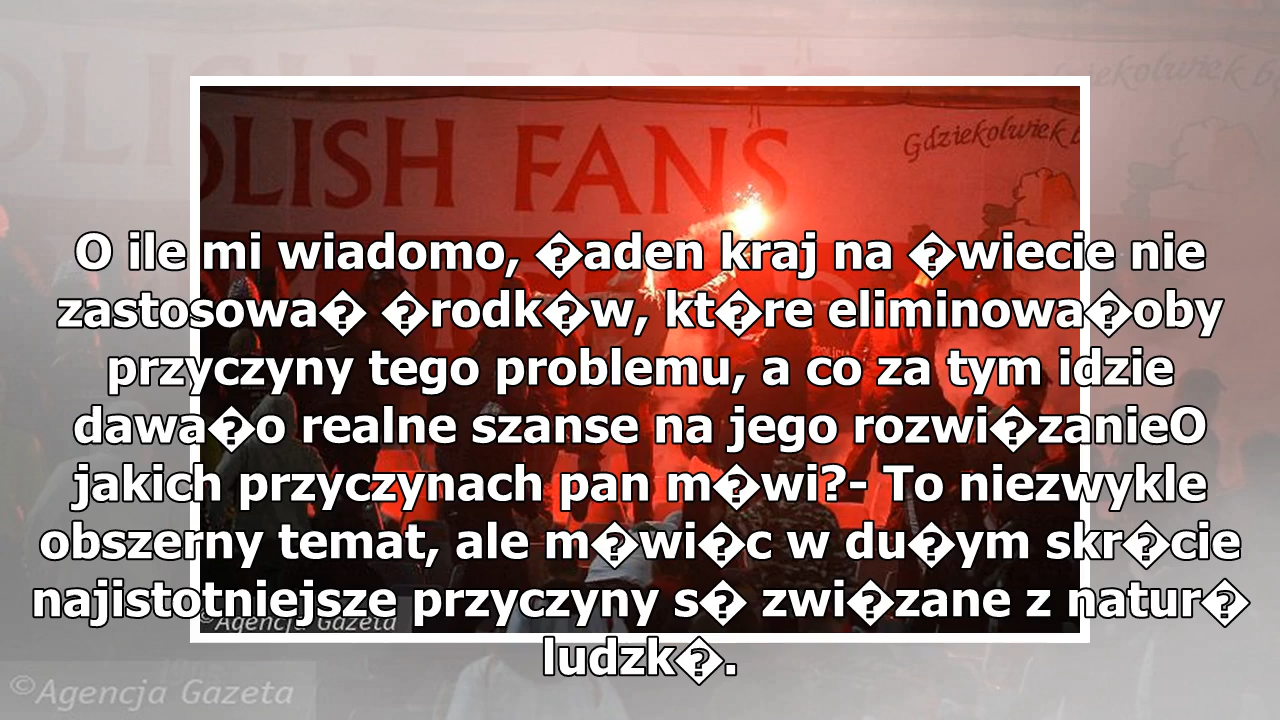 OLISH FANS
Gdziekolwiek b
O ile mi wiadomo, �aden kraj na �wiecie nie
zastosowa� �rodk�w, kt�re eliminowa�oby
przyczyny tego problemu, a co za tym idzie
dawa�o realne szanse na jego rozwi�zanieO
jakich przyczynach pan m�wi?- To niezwykle
obszerny temat, ale m�wi�c w du�ym skr�cie
najistotniejsze przyczyny s� zwi�zane z natur�
ludzk�.
©Agencja Gazeta
©Agencja Gazeta